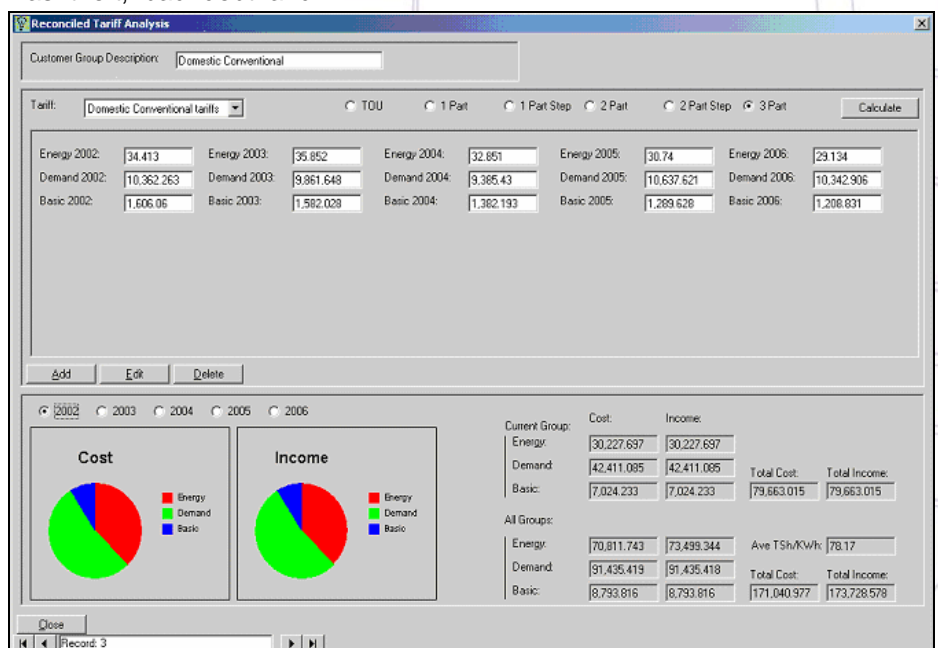 Reconciled Tariff Analysis
Customer Group Description: Domestic Conventional
Tariff: Domestic Conventional tariffs TOU 1 Part 1 Part Step 2 Part 2 Part Step 3 Part Calculate
Energy 2002: 34.413 Energy 2003: 35.852 Energy 2004: 32.851 Energy 2005: 30.74 Energy 2006: 29.134
Demand 2002: 10,362.263 Demand 2003: 9,861.648 Demand 2004: 9,385.43 Demand 2005: 10,637.621 Demand 2006: 10,342.906
Basic 2002: 1,606.06 Basic 2003: 1,582.028 Basic 2004: 1,382.193 Basic 2005: 1,289.628 Basic 2006: 1,208.831
Add Edit Delete
2002 2003 2004 2005 2006
Cost
Energy
Demand
Basic
Income
Energy
Demand
Basic
Cost: Income:
Current Group:
Energy: 30,227.697 30,227.697
Demand: 42,411.085 42,411.085 Total Cost: Total Income:
Basic: 7,024.233 7,024.233 79,663.015 79,663.015
All Groups:
Energy: 70,811.743 73,499.344 Ave TSh/KWh: 78.17
Demand: 91,435.419 91,435.418 Total Cost: Total Income:
Basic: 8,793.816 8,793.816 171,040.977 173,728.578
Close
Record: 3